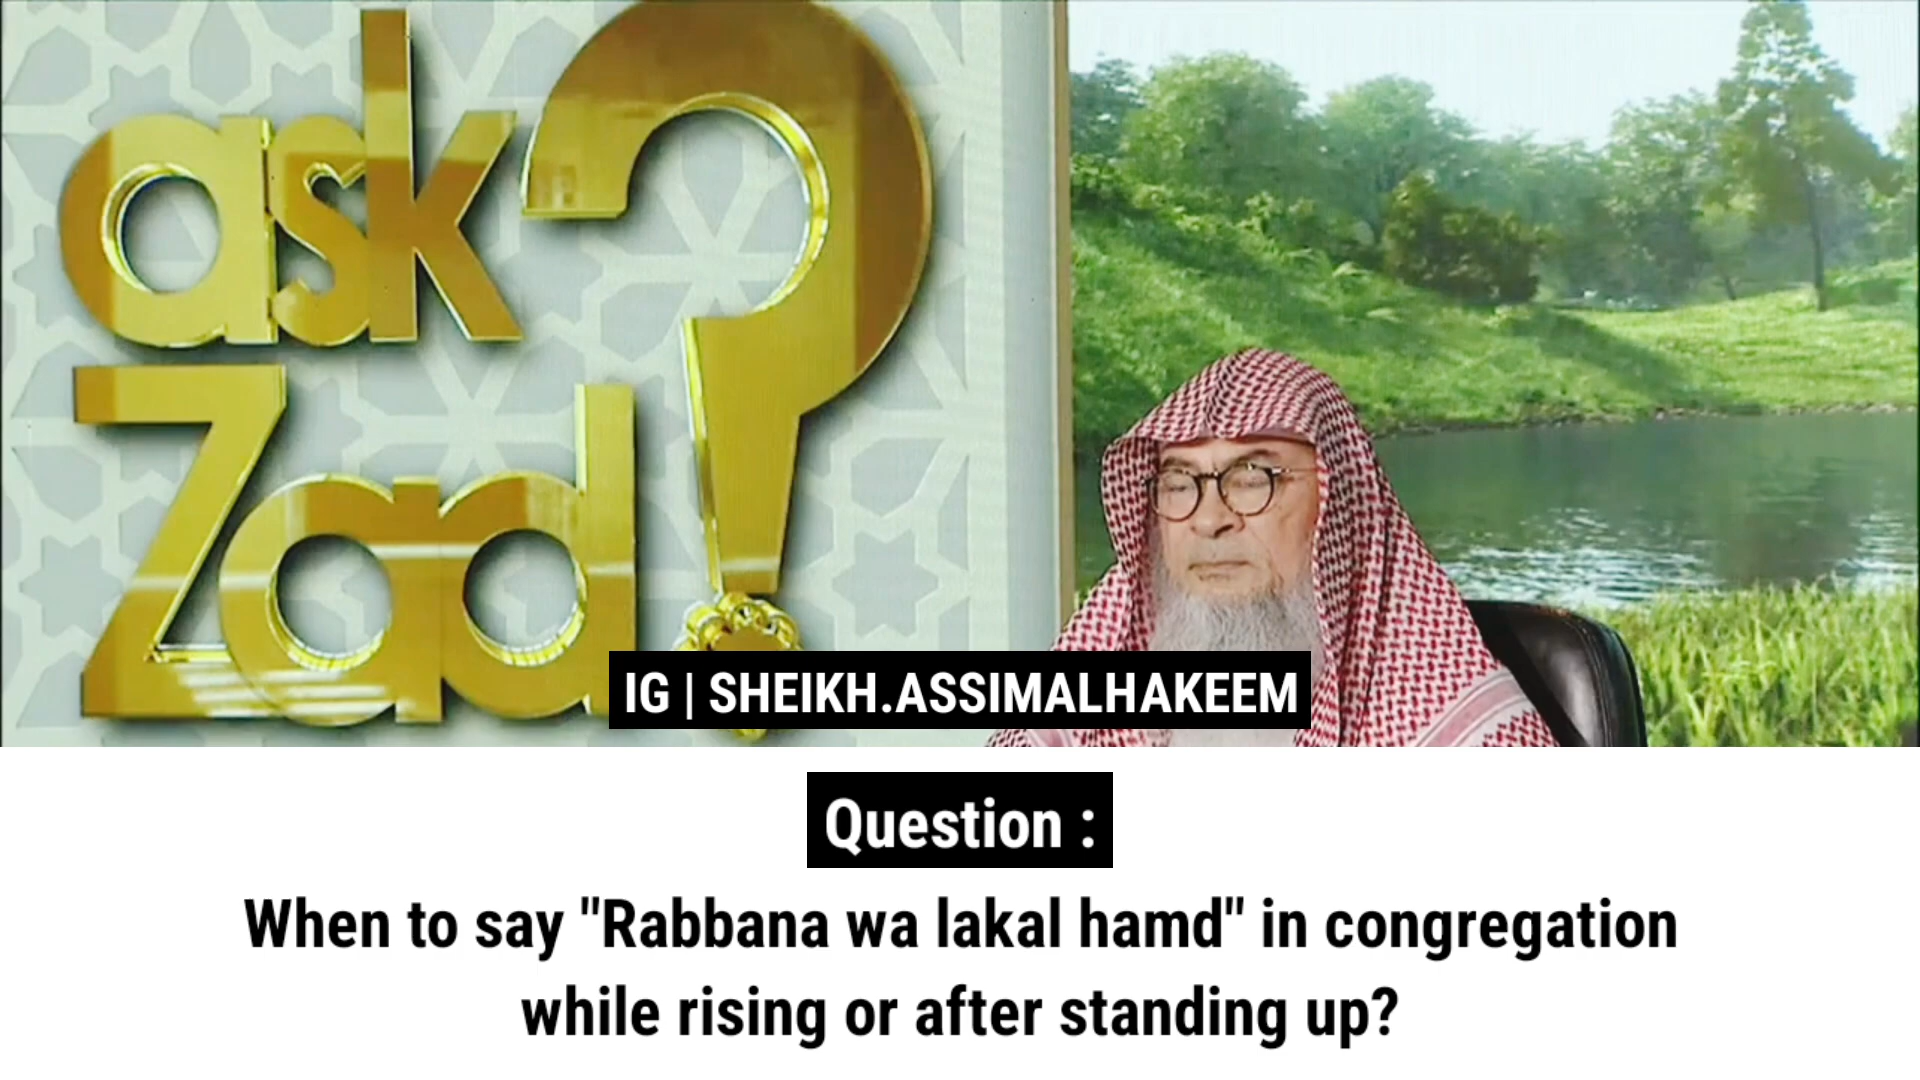 ask?
Zad
IG | SHEIKH.ASSIMALHAKEEM
Question :
When to say "Rabbana wa lakal hamd" in congregation
while rising or after standing up?